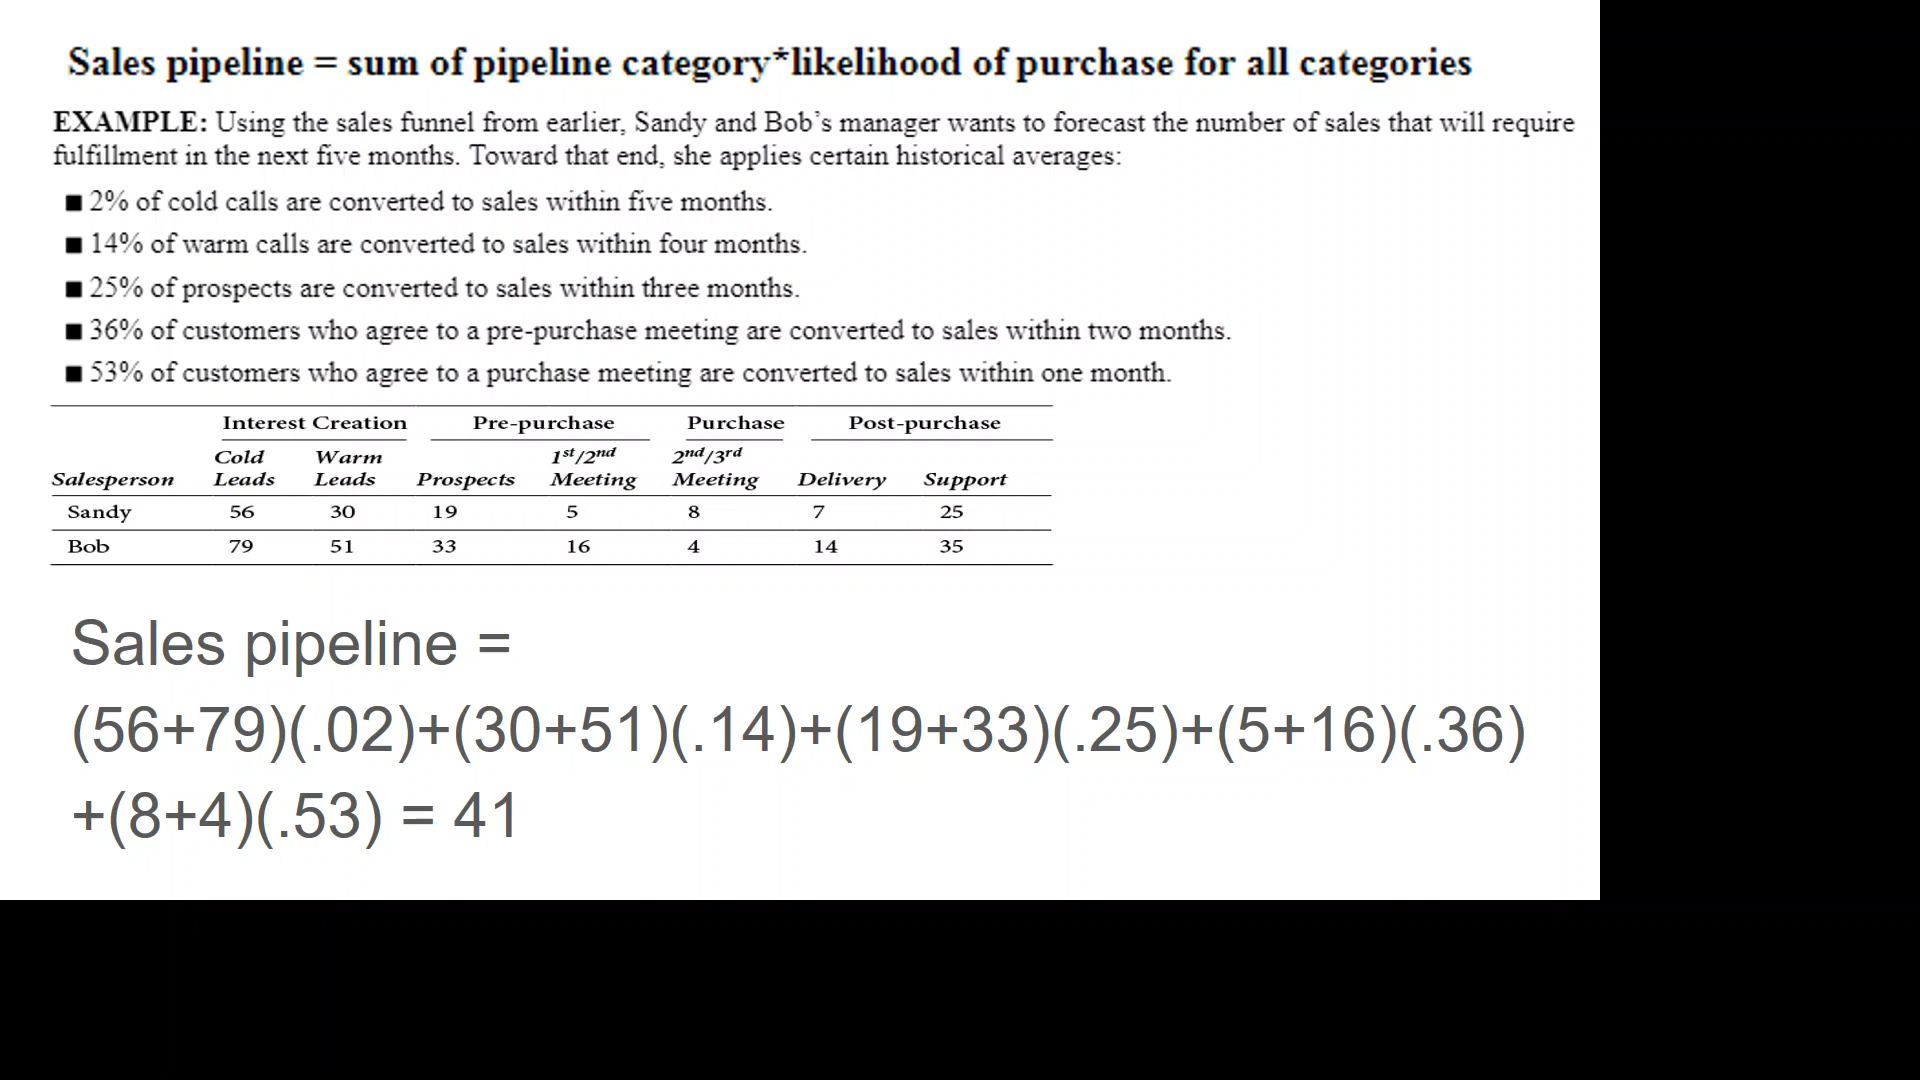 Sales pipeline = sum of pipeline category*likelihood of purchase for all categories
EXAMPLE: Using the sales funnel from earlier, Sandy and Bob's manager wants to forecast the number of sales that will require
fulfillment in the next five months. Toward that end, she applies certain historical averages:
■ 2% of cold calls are converted to sales within five months.
■ 14% of warm calls are converted to sales within four months.
■ 25% of prospects are converted to sales within three months.
■ 36% of customers who agree to a pre-purchase meeting are converted to sales within two months.
■ 53% of customers who agree to a purchase meeting are converted to sales within one month.
Interest Creation Pre-purchase Purchase Post-purchase
Cold Warm 1st/2nd 2nd/3rd
Salesperson Leads Leads Prospects Meeting Meeting Delivery Support
Sandy 56 30 19 5 8 7 25
Bob 79 51 33 16 4 14 35
Sales pipeline =
(56+79)(.02)+(30+51)(.14)+(19+33)(.25)+(5+16)(.36)
+(8+4)(.53) = 41